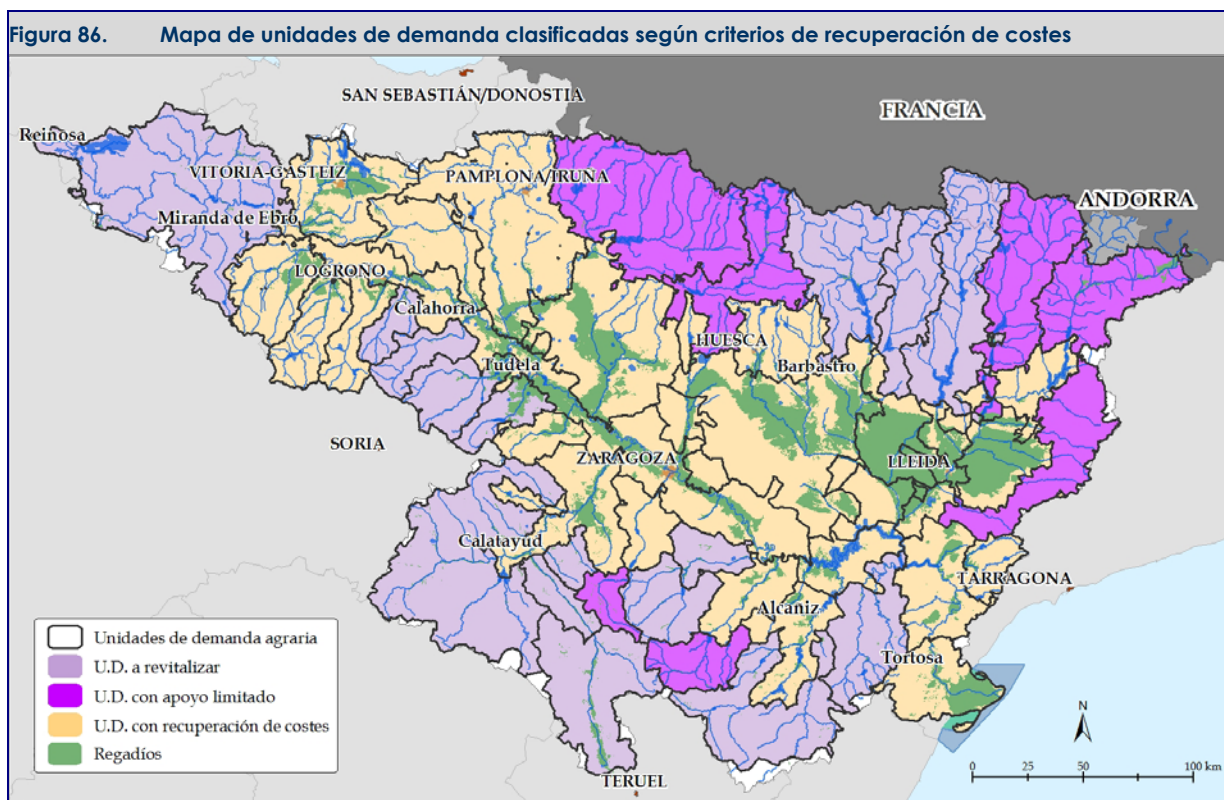 Figura 86. Mapa de unidades de demanda clasificadas según criterios de recuperación de costes
SAN SEBASTIÁN/DONOSTIA
FRANCIA
Reinosa
VITORIA-GASTEIZ
PAMPLONA/IRUÑA
ANDORRA
Miranda de Ebro
LOGROÑO
Calahorra
HUESCA
Tudela
Barbastro
SORIA
ZARAGOZA
LLEIDA
Calatayud
TARRAGONA
Alcañiz
Tortosa
TERUEL
Unidades de demanda agraria
U.D. a revitalizar
U.D. con apoyo limitado
U.D. con recuperación de costes
Regadíos
N
0 25 50 100 km